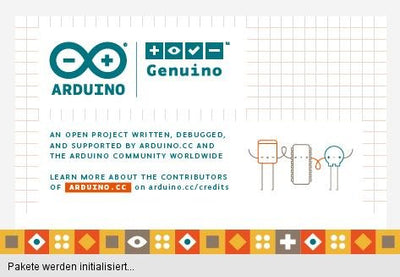 ARDUINO
Genuino
AN OPEN PROJECT WRITTEN, DEBUGGED,
AND SUPPORTED BY ARDUINO.CC AND
THE ARDUINO COMMUNITY WORLDWIDE
LEARN MORE ABOUT THE CONTRIBUTORS
OF ARDUINO.CC on arduino.cc/credits
Pakete werden initialisiert...